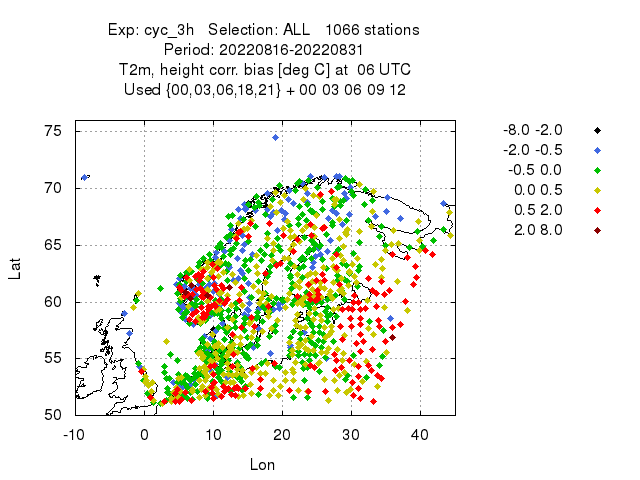 Exp: cyc_3h   Selection: ALL   1066 stations
Period: 20220816-20220831
T2m, height corr. bias [deg C] at  06 UTC
Used {00,03,06,18,21} + 00 03 06 09 12
-8.0 -2.0
-2.0 -0.5
-0.5 0.0
0.0 0.5
0.5 2.0
2.0 8.0
75
70
65
60
55
50
Lat
-10 0 10 20 30 40
Lon